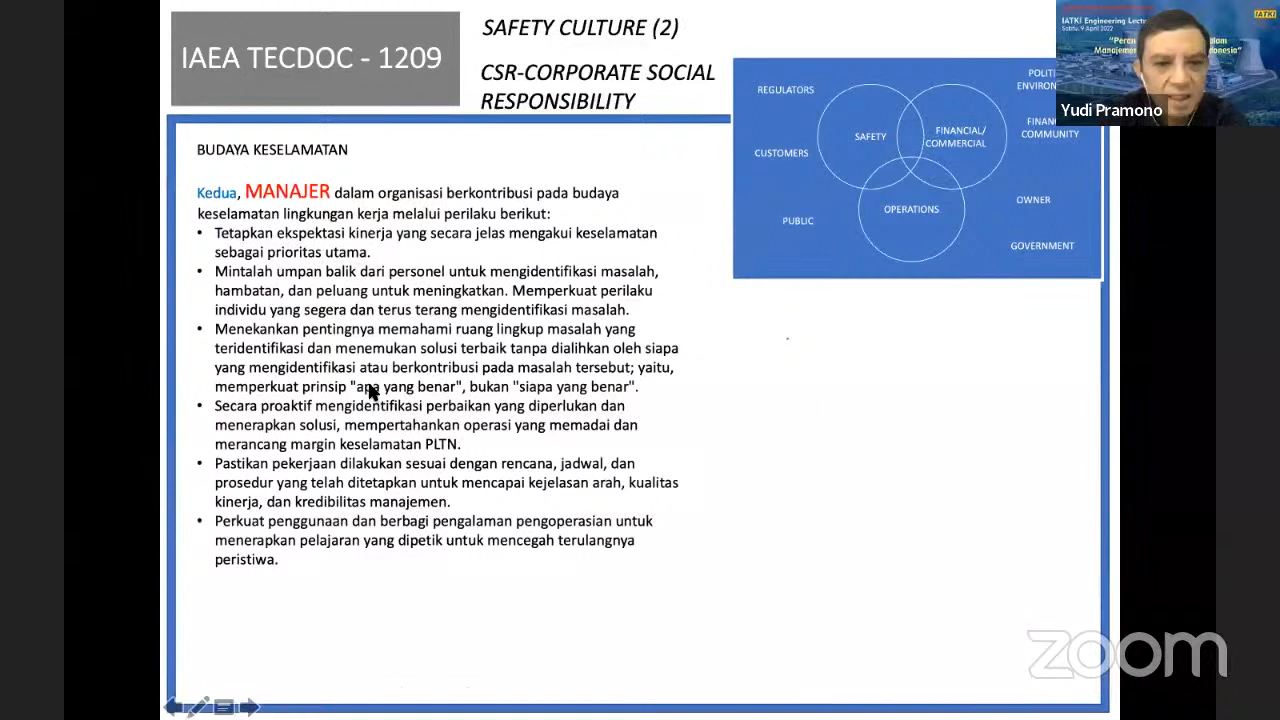 IAEA TECDOC - 1209
SAFETY CULTURE (2)
CSR-CORPORATE SOCIAL
RESPONSIBILITY
BUDAYA KESELAMATAN
Kedua, MANAJER dalam organisasi berkontribusi pada budaya
keselamatan lingkungan kerja melalui perilaku berikut:
• Tetapkan ekspektasi kinerja yang secara jelas mengakui keselamatan
sebagai prioritas utama.
• Mintalah umpan balik dari personel untuk mengidentifikasi masalah,
hambatan, dan peluang untuk meningkatkan. Memperkuat perilaku
individu yang segera dan terus terang mengidentifikasi masalah.
• Menekankan pentingnya memahami ruang lingkup masalah yang
teridentifikasi dan menemukan solusi terbaik tanpa dialihkan oleh siapa
yang mengidentifikasi atau berkontribusi pada masalah tersebut; yaitu,
memperkuat prinsip "apa yang benar", bukan "siapa yang benar".
• Secara proaktif mengidentifikasi perbaikan yang diperlukan dan
menerapkan solusi, mempertahankan operasi yang memadai dan
merancang margin keselamatan PLTN.
• Pastikan pekerjaan dilakukan sesuai dengan rencana, jadwal, dan
prosedur yang telah ditetapkan untuk mencapai kejelasan arah, kualitas
kinerja, dan kredibilitas manajemen.
• Perkuat penggunaan dan berbagi pengalaman pengoperasian untuk
menerapkan pelajaran yang dipetik untuk mencegah terulangnya
peristiwa.
REGULATORS
CUSTOMERS
PUBLIC
SAFETY
FINANCIAL/
COMMERCIAL
OPERATIONS
COMMUNITY
OWNER
GOVERNMENT
IATKI
IATKI Engineering
Sabtu, 9 April 2022
Yudi Pramono
zoom